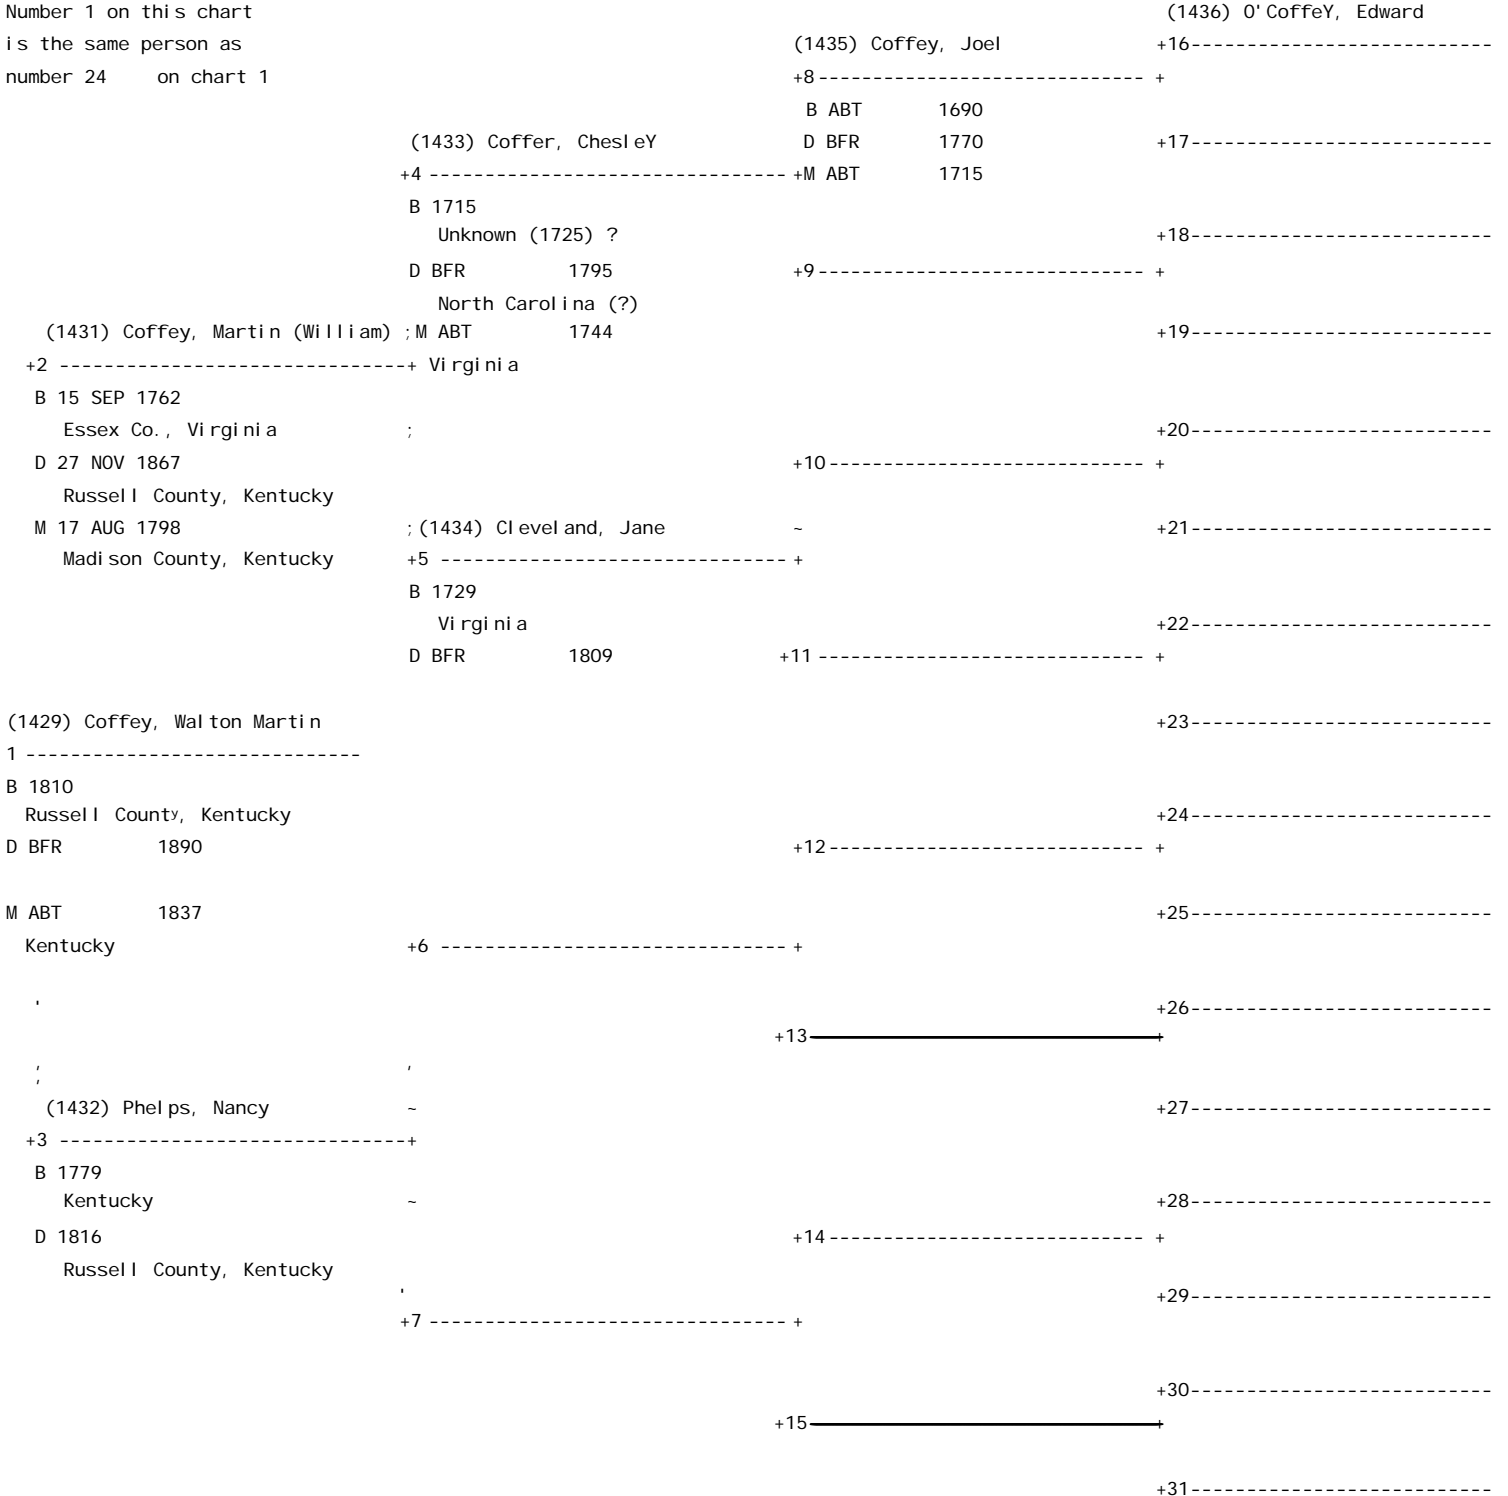 Number 1 on this chart (1436) O'CoffeY, Edward
is the same person as (1435) Coffey, Joel +16---------------------------
number 24 on chart 1 +8----------------------------- +
B ABT 1690
(1433) Coffer, ChesleY D BFR 1770 +17---------------------------
+4 -------------------------------- +M ABT 1715
B 1715
Unknown (1725) ? +18---------------------------
D BFR 1795 +9----------------------------- +
North Carolina (?)
(1431) Coffey, Martin (William) ;M ABT 1744 +19---------------------------
+2 -------------------------------+ Virginia
B 15 SEP 1762
Essex Co., Virginia ; +20---------------------------
D 27 NOV 1867 +10---------------------------- +
Russell County, Kentucky
M 17 AUG 1798 ;(1434) Cleveland, Jane ~ +21---------------------------
Madison County, Kentucky +5 ------------------------------- +
B 1729
Virginia +22---------------------------
D BFR 1809 +11 ----------------------------- +
(1429) Coffey, Walton Martin +23---------------------------
1 ------------------------------
B 1810
Russell County, Kentucky +24---------------------------
D BFR 1890 +12---------------------------- +
M ABT 1837 +25---------------------------
Kentucky +6 ------------------------------- +
' +26---------------------------
+13 +
, ,
,
(1432) Phelps, Nancy ~ +27---------------------------
+3 -------------------------------+
B 1779
Kentucky ~ +28---------------------------
D 1816 +14---------------------------- +
Russell County, Kentucky
' +29---------------------------
+7 -------------------------------- +
+30---------------------------
+15 +
+31---------------------------